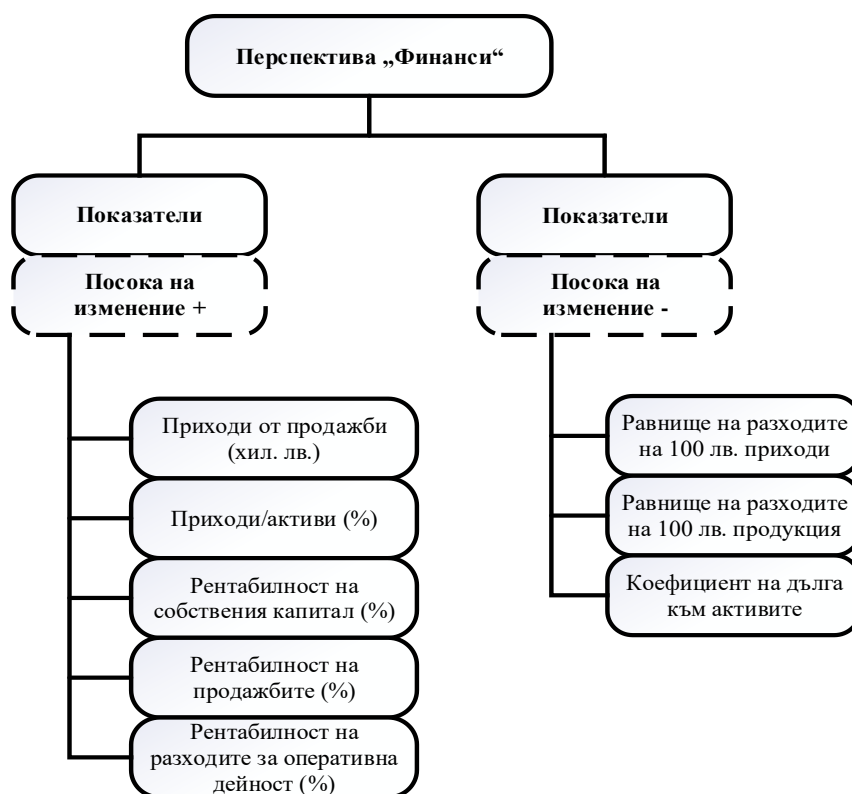 Перспектива „Финанси“
Показатели
Посока на
изменение +
Приходи от продажби
(хил. лв.)
Приходи/активи (%)
Рентабилност на
собствения капитал (%)
Рентабилност на
продажбите (%)
Рентабилност на
разходите за оперативна
дейност (%)
Показатели
Посока на
изменение -
Равнище на разходите
на 100 лв. приходи
Равнище на разходите
на 100 лв. продукция
Коефициент на дълга
към активите